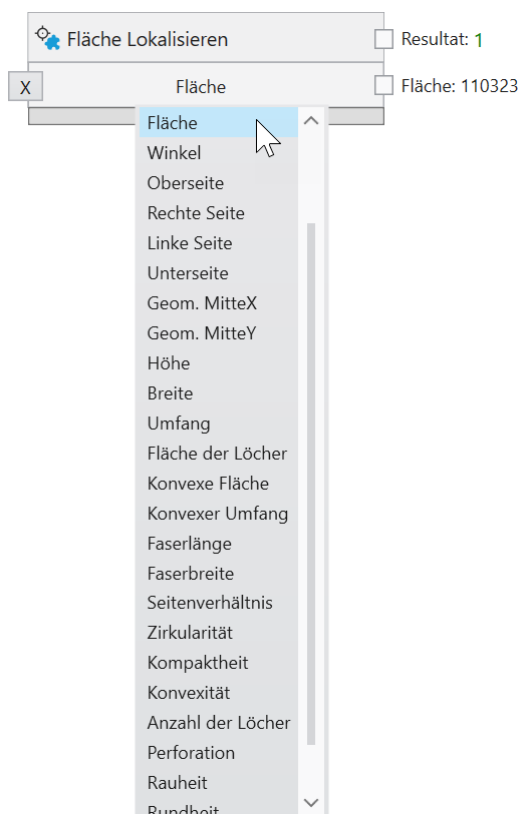 Fläche Lokalisieren
Resultat: 1
X
Fläche
Fläche: 110323
Fläche
Winkel
Oberseite
Rechte Seite
Linke Seite
Unterseite
Geom. MitteX
Geom. MitteY
Höhe
Breite
Umfang
Fläche der Löcher
Konvexe Fläche
Konvexer Umfang
Faserlänge
Faserbreite
Seitenverhältnis
Zirkularität
Kompaktheit
Konvexität
Anzahl der Löcher
Perforation
Rauheit
Rundheit